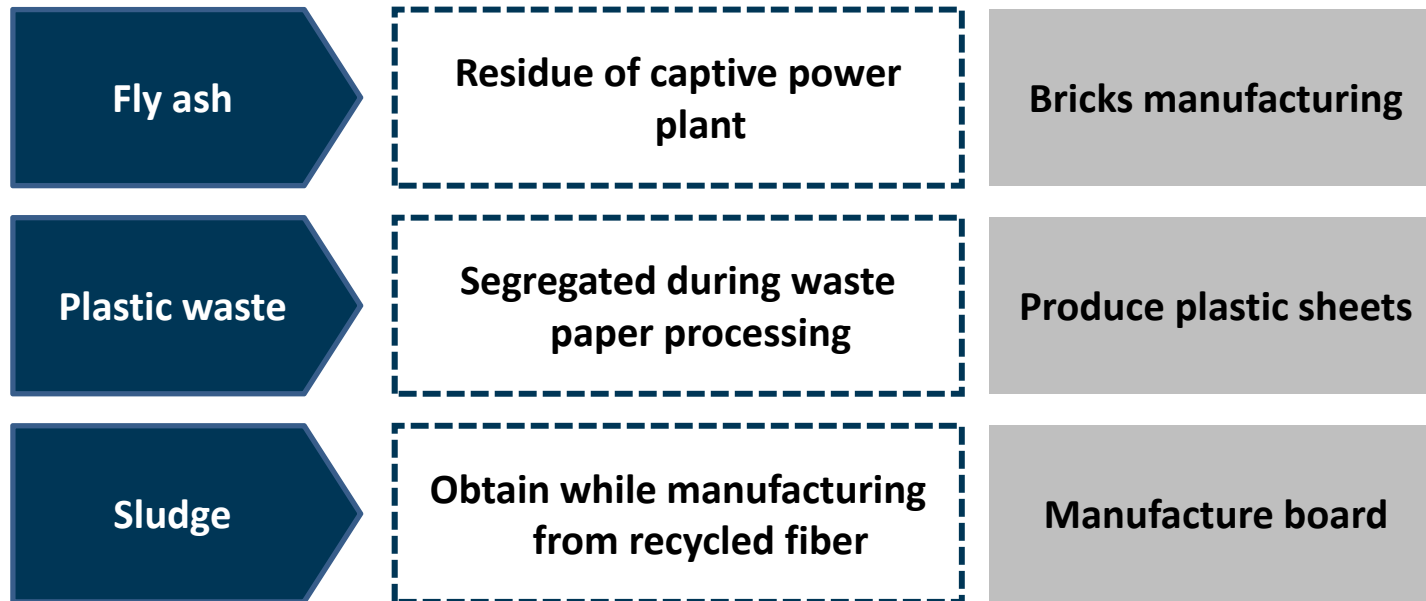 Fly ash
Residue of captive power
plant
Bricks manufacturing
Plastic waste
Segregated during waste
paper processing
Produce plastic sheets
Sludge
Obtain while manufacturing
from recycled fiber
Manufacture board